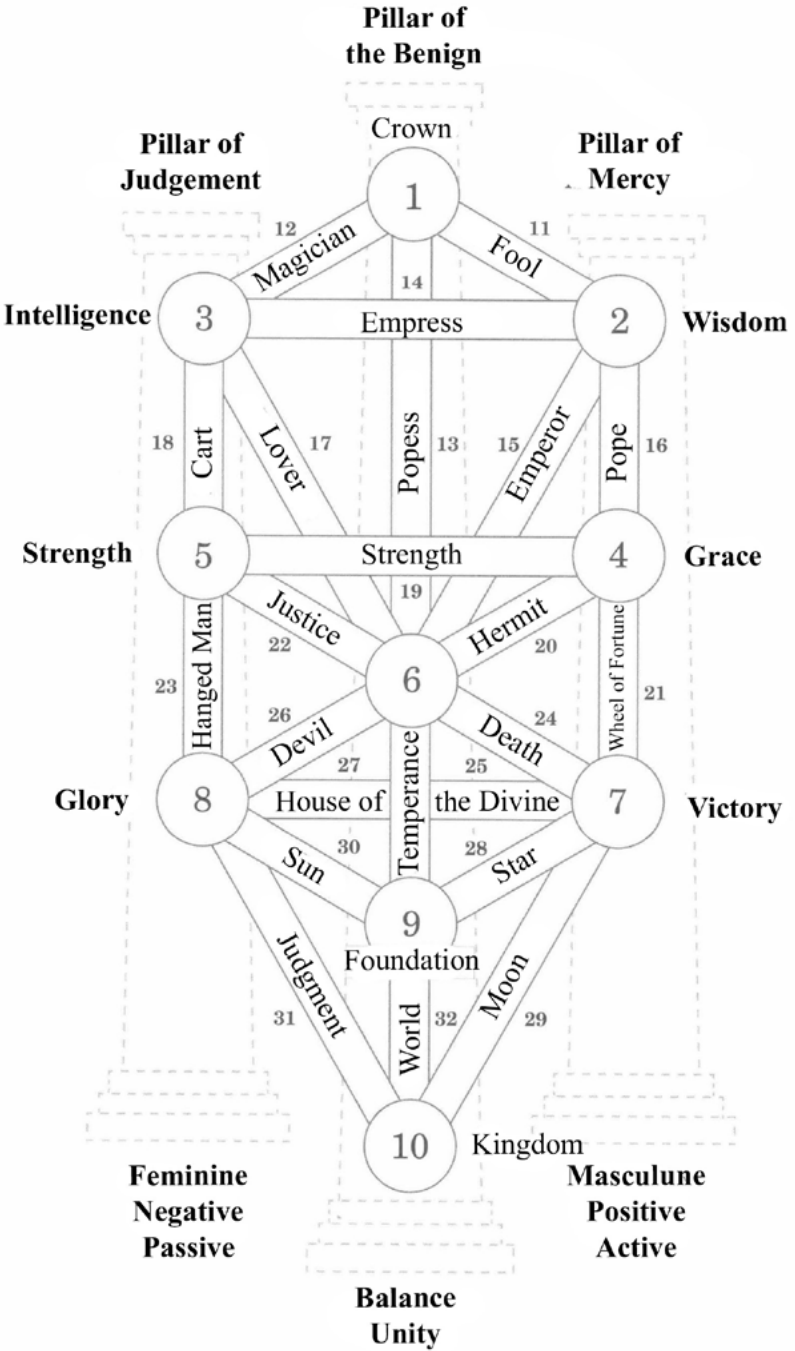 Pillar of
the Benign
Pillar of
Judgement
Pillar of
Mercy
Crown
1
12
Magician
11
Fool
14
Intelligence
3
Empress
2
Wisdom
18
Cart
Lover
17
Popess
13
15
Emperor
Pope
16
Strength
5
Strength
4
Grace
19
Justice
22
Hermit
20
Hanged Man
23
6
Wheel of Fortune
21
26
Devil
24
Death
27
25
Temperance
Glory
8
House of the Divine
7
Victory
30
Sun
28
Star
9
Foundation
Judgment
31
World
32
Moon
29
10
Kingdom
Feminine
Negative
Passive
Masculune
Positive
Active
Balance
Unity